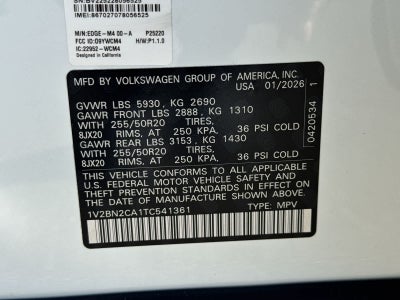 IMEI:867027078056525
M/N:EDGE-M4 00-A P25220
FCC ID:O9YWCM4 H/W:P1.1.0
IC:22952-WCM4
Designed in California
MFD. BY VOLKSWAGEN GROUP OF AMERICA, INC.
USA 01/2026
GVWR LBS 5930, KG 2690
GAWR FRONT LBS 2888, KG 1310
WITH 255/50R20 TIRES,
8JX20 RIMS, AT 250 KPA. 36 PSI COLD
GAWR REAR LBS 3153, KG 1430
WITH 255/50R20 TIRES,
8JX20 RIMS, AT 250 KPA. 36 PSI COLD
THIS VEHICLE CONFORMS TO ALL APPLICABLE
U.S. FEDERAL MOTOR VEHICLE SAFETY AND
THEFT PREVENTION STANDARDS IN EFFECT ON THE
DATE OF MANUFACTURE SHOWN ABOVE.
1V2BN2CA1TC541361 TYPE: MPV
0420534 1